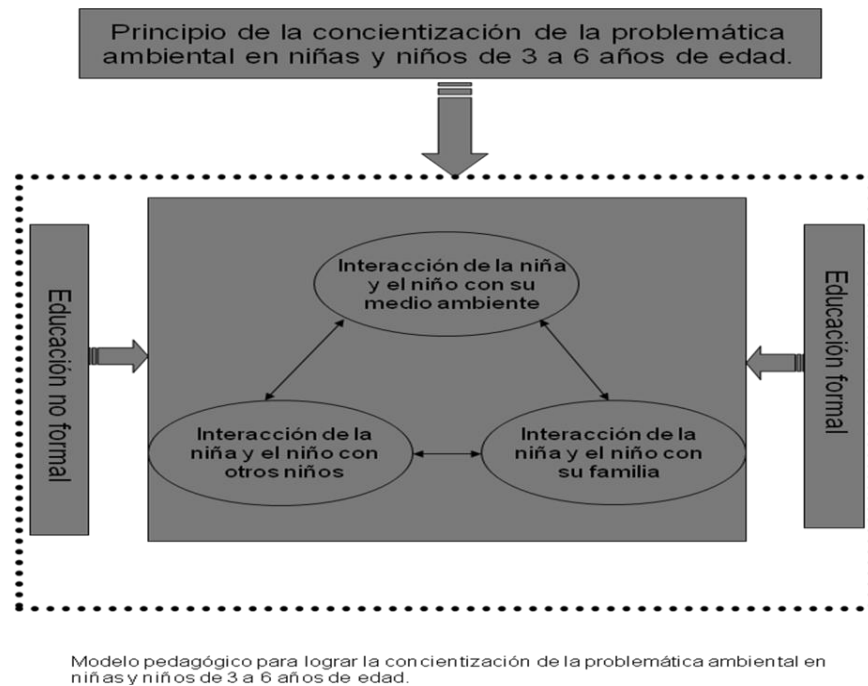 Principio de la concientización de la problemática
ambiental en niñas y niños de 3 a 6 años de edad.
Educación no formal
Interacción de la niña
y el niño con su
medio ambiente
Interacción de la
niña y el niño con
otros niños
Interacción de la
niña y el niño con
su familia
Educación formal
Modelo pedagógico para lograr la concientización de la problemática ambiental en
niñas y niños de 3 a 6 años de edad.